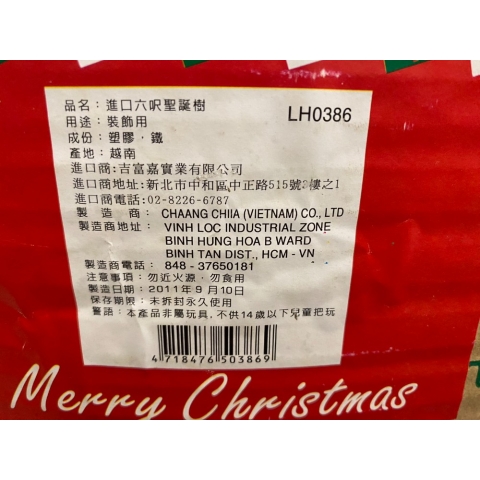 品名：進口六呎聖誕樹
LH0386
用途：裝飾用
成份：塑膠．鐵
產地：越南
進口商:吉富嘉實業有限公司
進口商地址:新北市中和區中正路515號3樓之1
進口商電話:02-8226-6787
製造商：CHAANG CHIIA (VIETNAM) CO., LTD
製造商地址：VINH LOC INDUSTRIAL ZONE
BINH HUNG HOA B WARD
BINH TAN DIST., HCM - VN
製造商電話：848 - 37650181
注意事項：勿近火源．勿食用
製造日期：2011年9月10日
保存期限：未拆封永久使用
警語：本產品非屬玩具，不供14歲以下兒童把玩
4 718476 503869
Merry Christmas